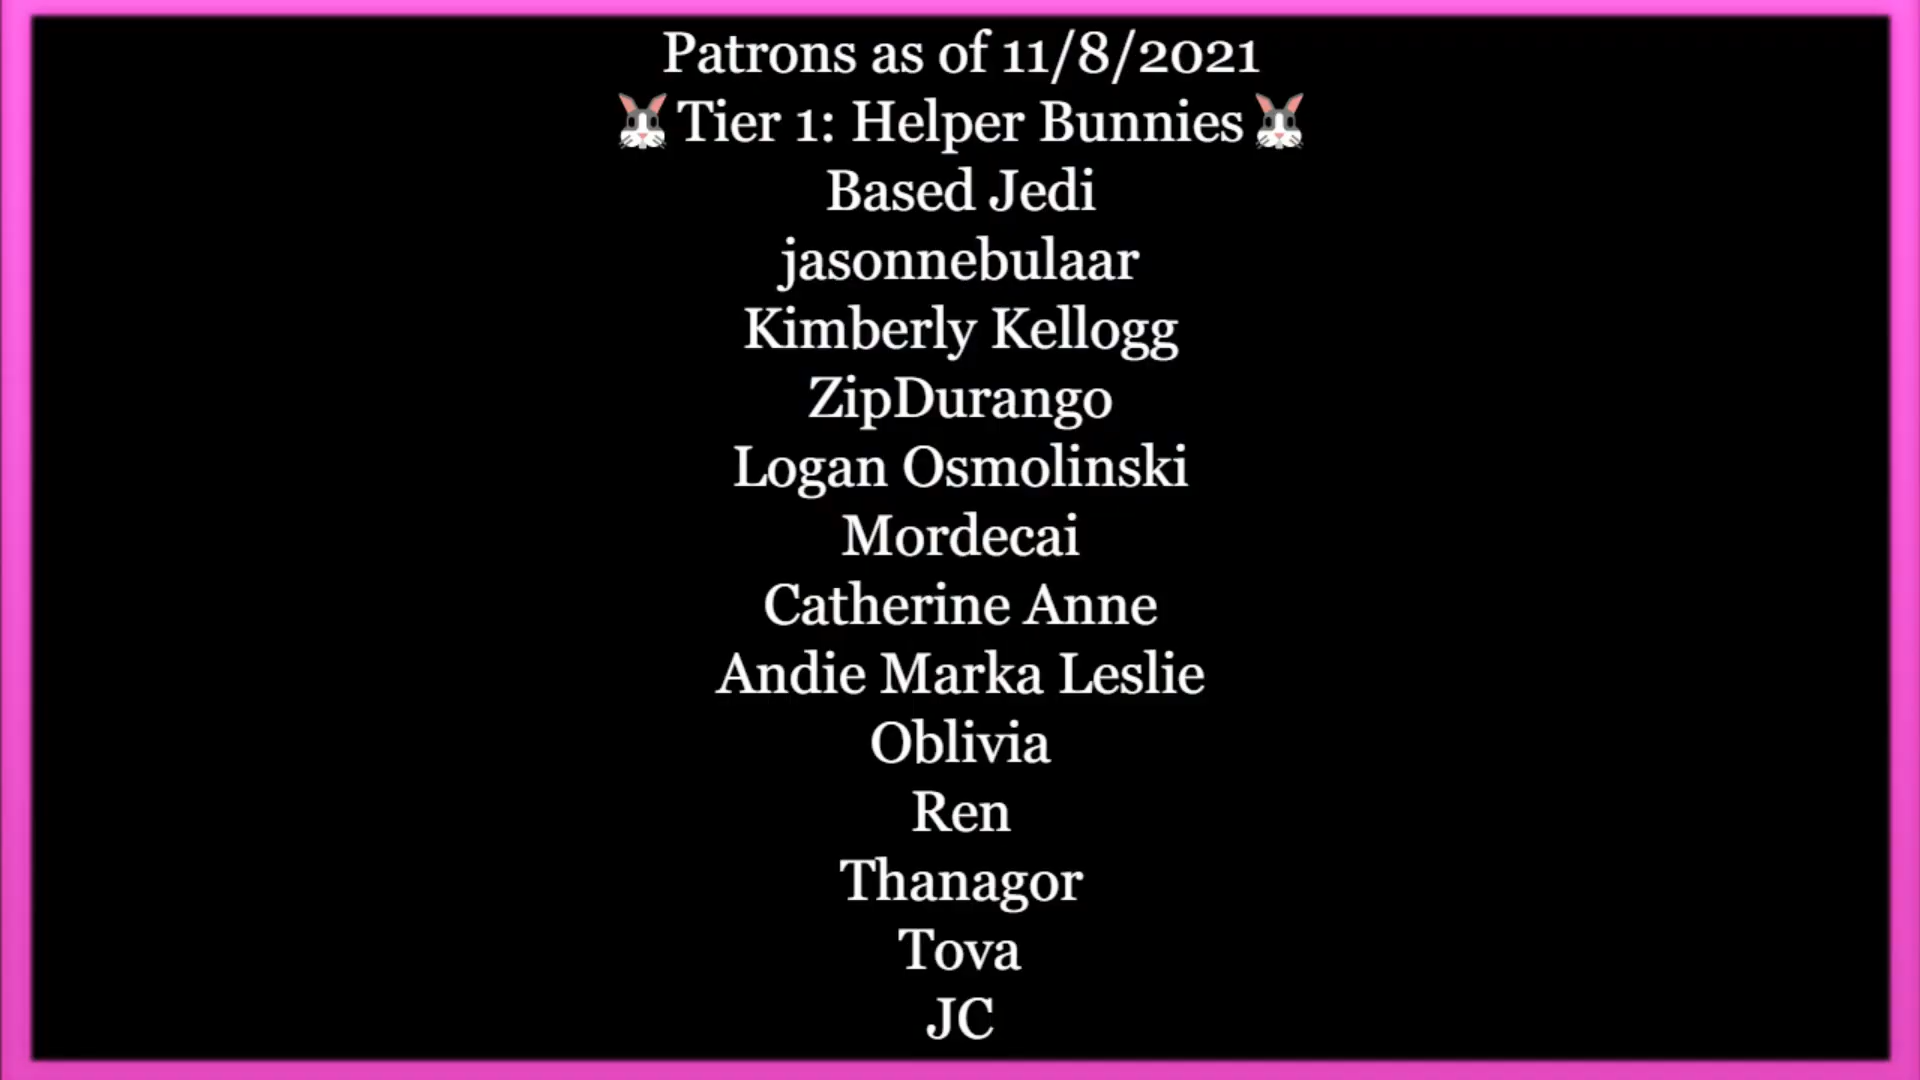 Patrons as of 11/8/2021
🐰Tier 1: Helper Bunnies🐰
Based Jedi
jasonnebulaar
Kimberly Kellogg
ZipDurango
Logan Osmolinski
Mordecai
Catherine Anne
Andie Marka Leslie
Oblivia
Ren
Thanagor
Tova
JC